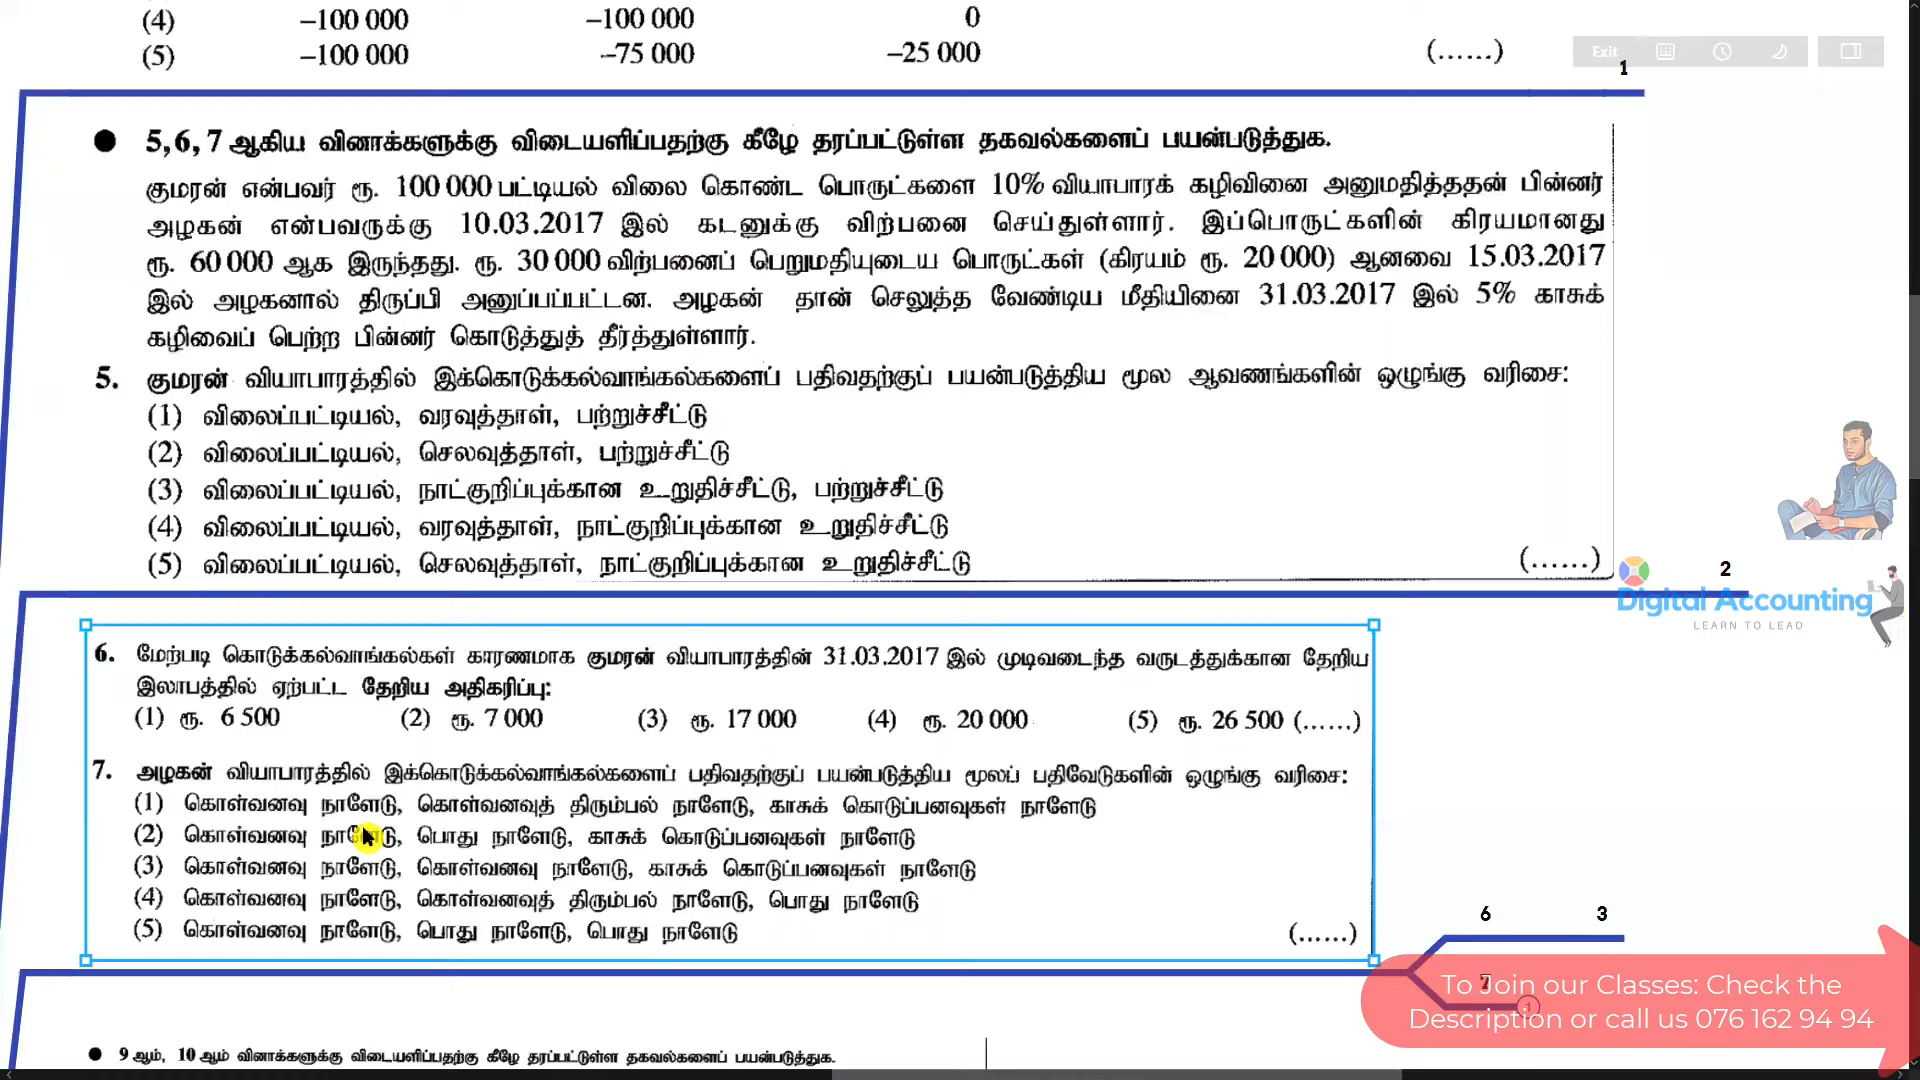 (4) –100 000 –100 000 0
(5) –100 000 –75 000 –25 000 (......)
Exit
1
● 5, 6, 7 ஆகிய வினாக்களுக்கு விடையளிப்பதற்கு கீழே தரப்பட்டுள்ள தகவல்களைப் பயன்படுத்துக.
குமரன் என்பவர் ரூ. 100 000 பட்டியல் விலை கொண்ட பொருட்களை 10% வியாபாரக் கழிவினை அனுமதித்ததன் பின்னர்
அழகன் என்பவருக்கு 10.03.2017 இல் கடனுக்கு விற்பனை செய்துள்ளார். இப்பொருட்களின் கிரயமானது
ரூ. 60 000 ஆக இருந்தது. ரூ. 30 000 விற்பனைப் பெறுமதியுடைய பொருட்கள் (கிரயம் ரூ. 20 000) ஆனவை 15.03.2017
இல் அழகனால் திருப்பி அனுப்பப்பட்டன. அழகன் தான் செலுத்த வேண்டிய மீதியினை 31.03.2017 இல் 5% காசுக்
கழிவைப் பெற்ற பின்னர் கொடுத்துத் தீர்த்துள்ளார்.
5. குமரன் வியாபாரத்தில் இக்கொடுக்கல்வாங்கல்களைப் பதிவதற்குப் பயன்படுத்திய மூல ஆவணங்களின் ஒழுங்கு வரிசை:
(1) விலைப்பட்டியல், வரவுத்தாள், பற்றுச்சீட்டு
(2) விலைப்பட்டியல், செலவுத்தாள், பற்றுச்சீட்டு
(3) விலைப்பட்டியல், நாட்குறிப்புக்கான உறுதிச்சீட்டு, பற்றுச்சீட்டு
(4) விலைப்பட்டியல், வரவுத்தாள், நாட்குறிப்புக்கான உறுதிச்சீட்டு
(5) விலைப்பட்டியல், செலவுத்தாள், நாட்குறிப்புக்கான உறுதிச்சீட்டு (......)
2
Digital Accounting
LEARN TO LEAD
6. மேற்படி கொடுக்கல்வாங்கல்கள் காரணமாக குமரன் வியாபாரத்தின் 31.03.2017 இல் முடிவடைந்த வருடத்துக்கான தேறிய
இலாபத்தில் ஏற்பட்ட தேறிய அதிகரிப்பு:
(1) ரூ. 6 500 (2) ரூ. 7 000 (3) ரூ. 17 000 (4) ரூ. 20 000 (5) ரூ. 26 500 (......)
7. அழகன் வியாபாரத்தில் இக்கொடுக்கல்வாங்கல்களைப் பதிவதற்குப் பயன்படுத்திய மூலப் பதிவேடுகளின் ஒழுங்கு வரிசை:
(1) கொள்வனவு நாளேடு, கொள்வனவுத் திரும்பல் நாளேடு, காசுக் கொடுப்பனவுகள் நாளேடு
(2) கொள்வனவு நாளேடு, பொது நாளேடு, காசுக் கொடுப்பனவுகள் நாளேடு
(3) கொள்வனவு நாளேடு, கொள்வனவு நாளேடு, காசுக் கொடுப்பனவுகள் நாளேடு
(4) கொள்வனவு நாளேடு, கொள்வனவுத் திரும்பல் நாளேடு, பொது நாளேடு
(5) கொள்வனவு நாளேடு, பொது நாளேடு, பொது நாளேடு (......)
6 3
7
1
To Join our Classes: Check the
Description or call us 076 162 94 94
● 9 ஆம், 10 ஆம் வினாக்களுக்கு விடையளிப்பதற்கு கீழே தரப்பட்டுள்ள தகவல்களைப் பயன்படுத்துக.